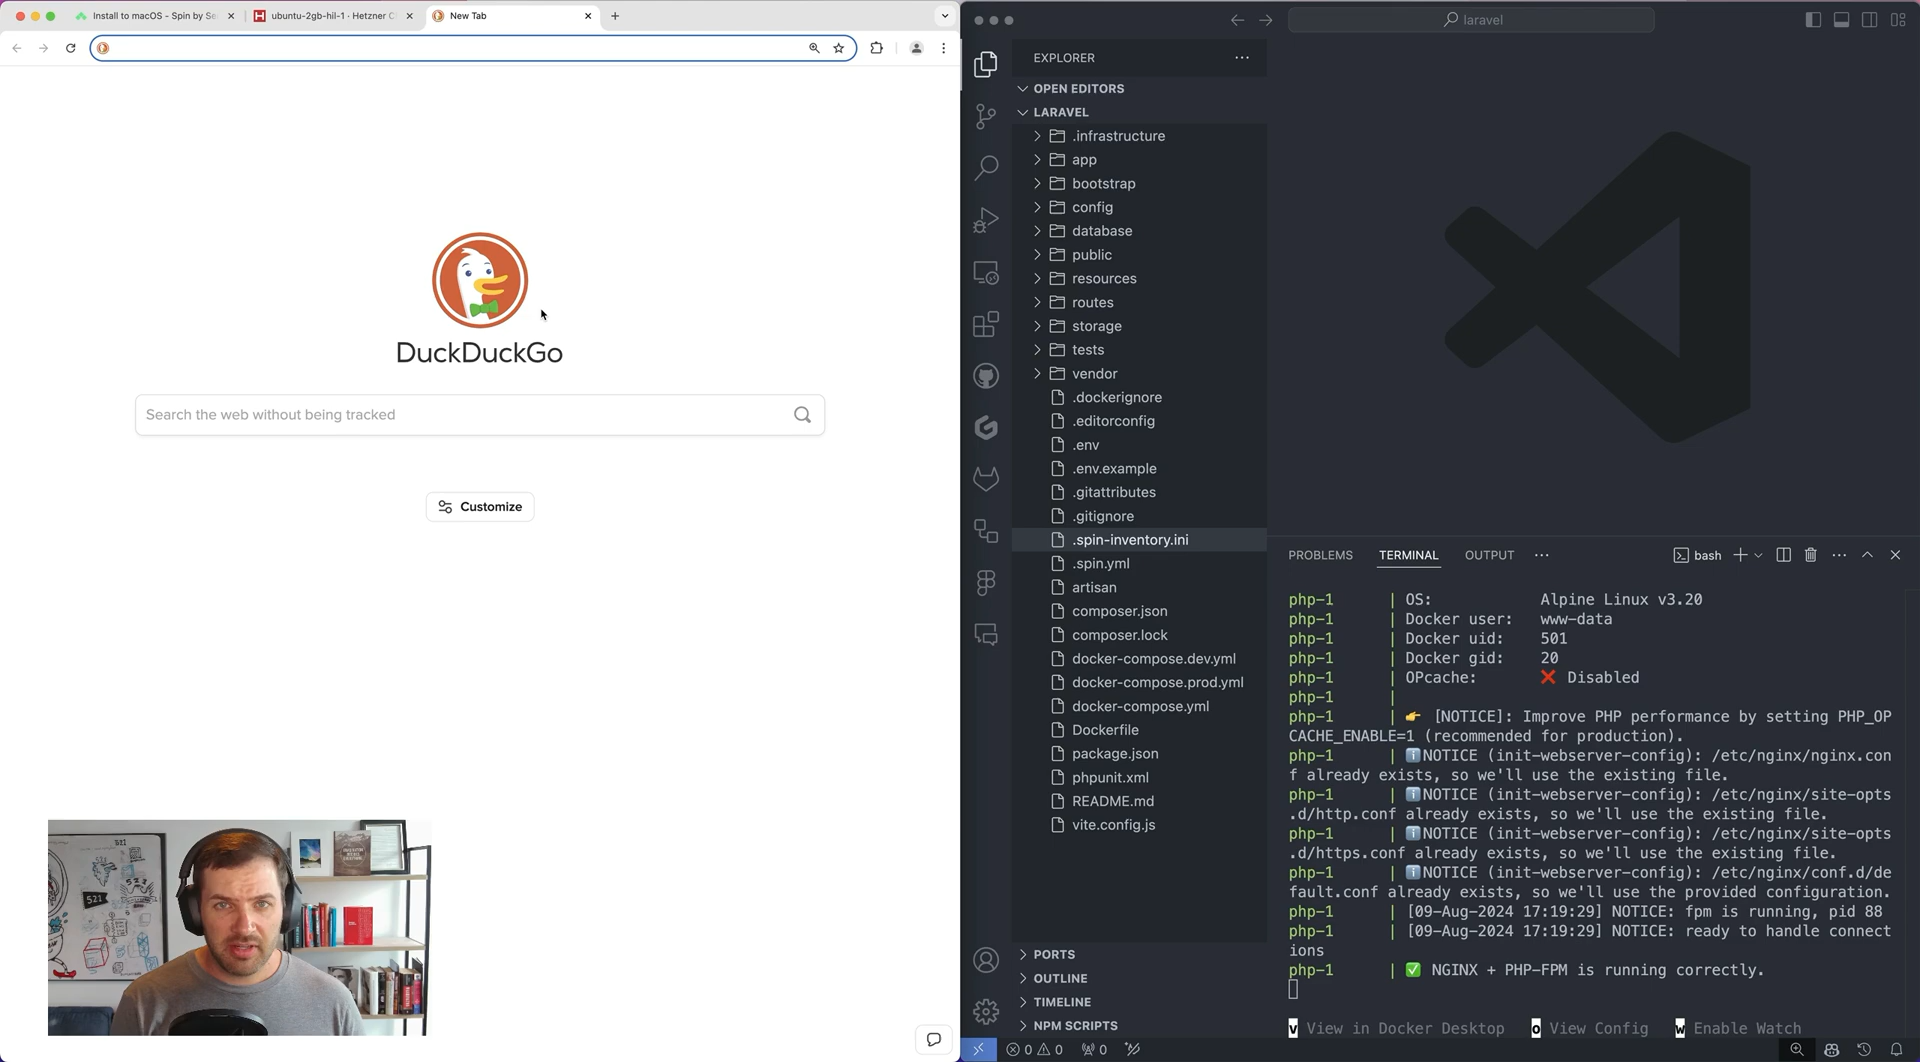 Install to macOS - Spin by Se
ubuntu-2gb-hil-1 · Hetzner C
New Tab
DuckDuckGo
Search the web without being tracked
Customize
laravel
EXPLORER
OPEN EDITORS
LARAVEL
.infrastructure
app
bootstrap
config
database
public
resources
routes
storage
tests
vendor
.dockerignore
.editorconfig
.env
.env.example
.gitattributes
.gitignore
.spin-inventory.ini
.spin.yml
artisan
composer.json
composer.lock
docker-compose.dev.yml
docker-compose.prod.yml
docker-compose.yml
Dockerfile
package.json
phpunit.xml
README.md
vite.config.js
PORTS
OUTLINE
TIMELINE
NPM SCRIPTS
PROBLEMS TERMINAL OUTPUT ··· bash
php-1 | OS: Alpine Linux v3.20
php-1 | Docker user: www-data
php-1 | Docker uid: 501
php-1 | Docker gid: 20
php-1 | OPcache: ❌ Disabled
php-1 |
php-1 | 👉 [NOTICE]: Improve PHP performance by setting PHP_OP
CACHE_ENABLE=1 (recommended for production).
php-1 | ℹ️NOTICE (init-webserver-config): /etc/nginx/nginx.con
f already exists, so we'll use the existing file.
php-1 | ℹ️NOTICE (init-webserver-config): /etc/nginx/site-opts
.d/http.conf already exists, so we'll use the existing file.
php-1 | ℹ️NOTICE (init-webserver-config): /etc/nginx/site-opts
.d/https.conf already exists, so we'll use the existing file.
php-1 | ℹ️NOTICE (init-webserver-config): /etc/nginx/conf.d/de
fault.conf already exists, so we'll use the provided configuration.
php-1 | [09-Aug-2024 17:19:29] NOTICE: fpm is running, pid 88
php-1 | [09-Aug-2024 17:19:29] NOTICE: ready to handle connect
ions
php-1 | ✅ NGINX + PHP-FPM is running correctly.
v View in Docker Desktop o View Config w Enable Watch
0 0 0